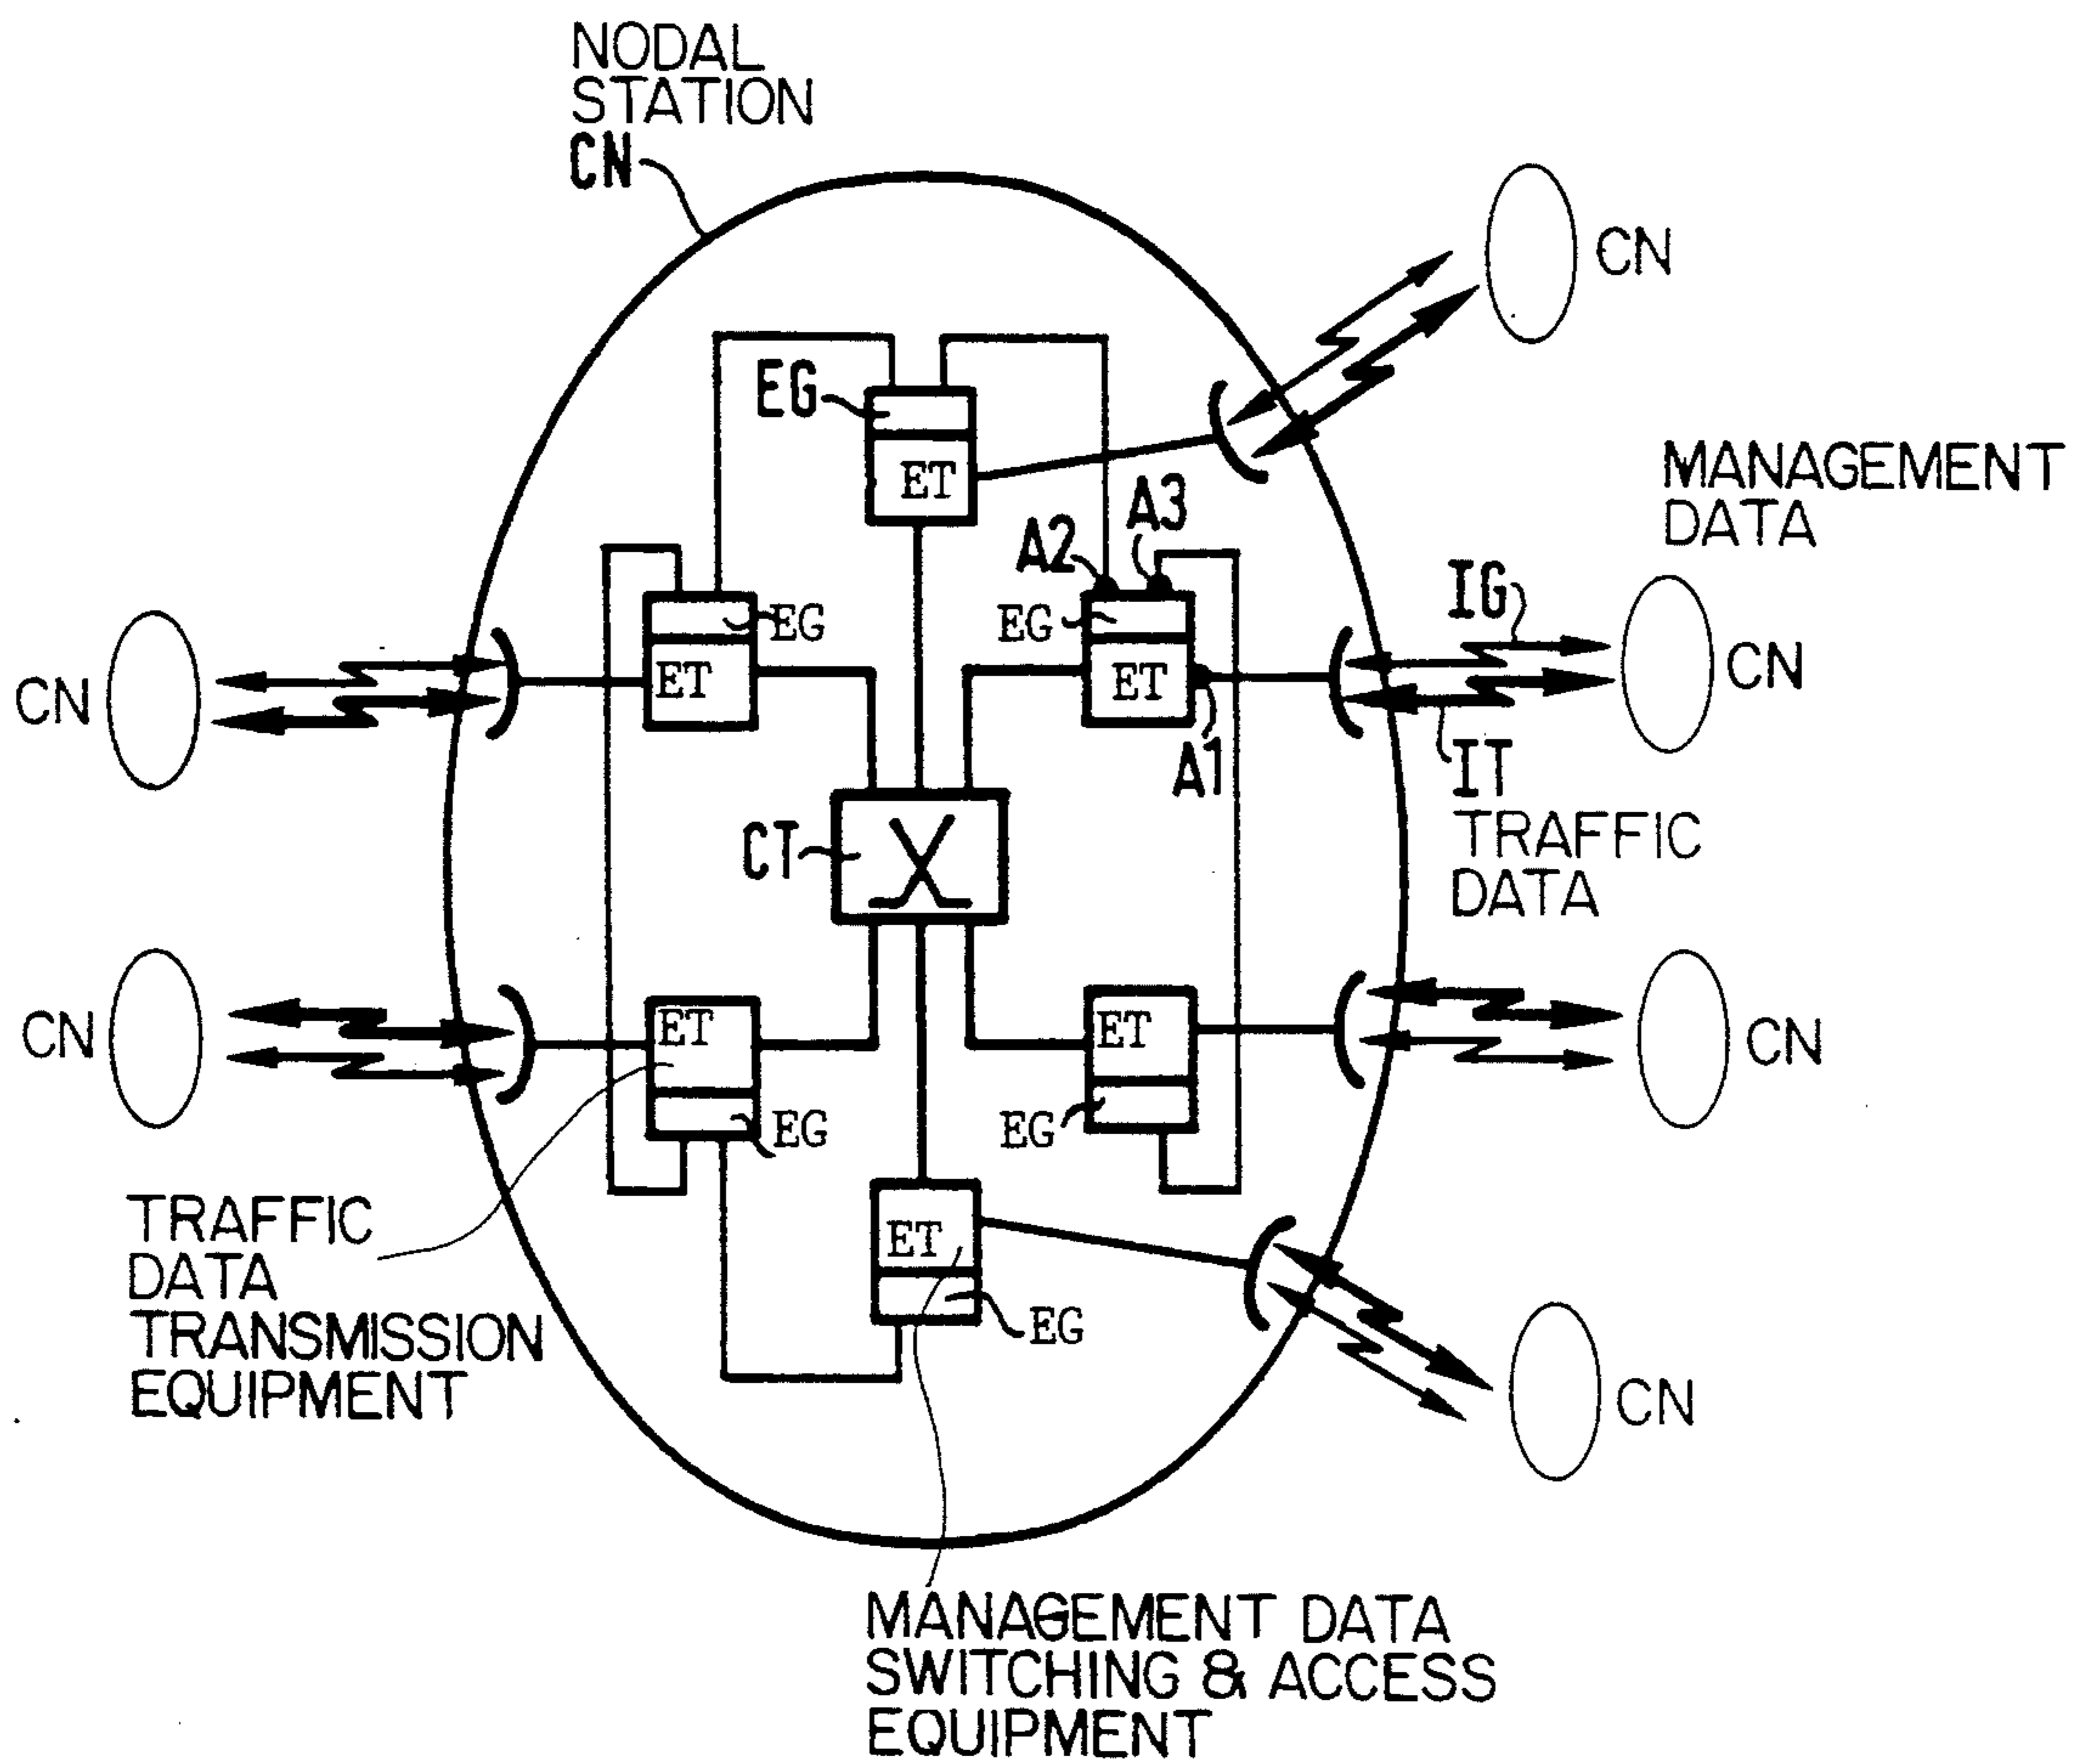 NODAL
STATION
CN
CN
EG
ET
MANAGEMENT
DATA
A3
A2
IG
EG
EG
CN
ET
ET
CN
A1
IT
CT
TRAFFIC
DATA
CN
ET
ET
CN
EG
EG
TRAFFIC
DATA
TRANSMISSION
EQUIPMENT
ET
EG
CN
MANAGEMENT DATA
SWITCHING & ACCESS
EQUIPMENT